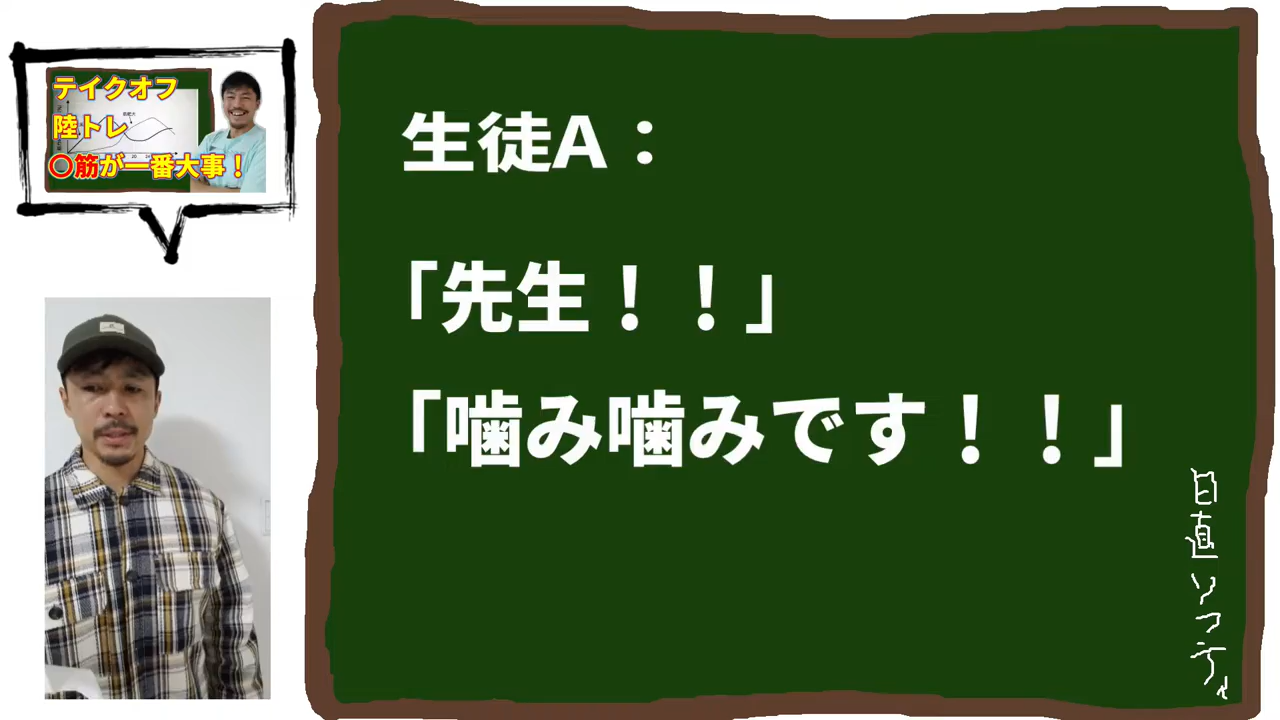 テイクオフ
陸トレ
〇筋が一番大事！
生徒A：
「先生！！」
「噛み噛みです！！」
日直ソフティ